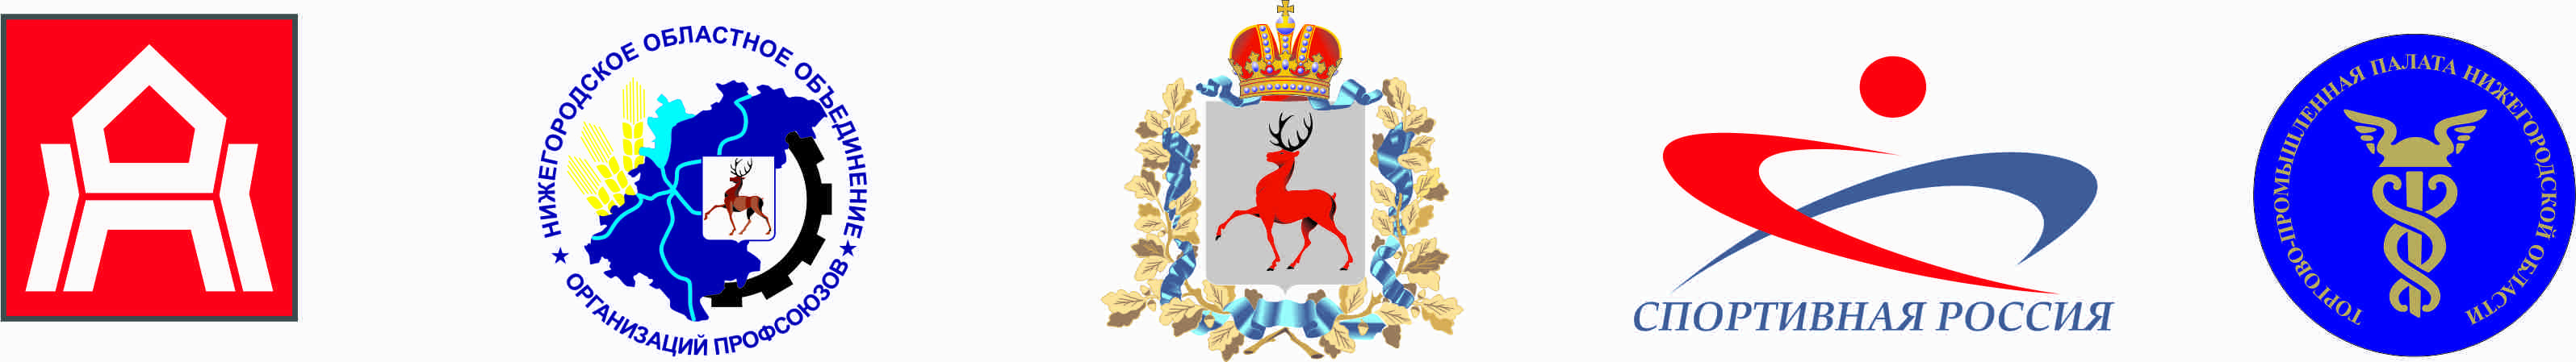 НИЖЕГОРОДСКОЕ ОБЛАСТНОЕ ОБЪЕДИНЕНИЕ
ОРГАНИЗАЦИЙ ПРОФСОЮЗОВ
СПОРТИВНАЯ РОССИЯ
ТОРГОВО-ПРОМЫШЛЕННАЯ ПАЛАТА НИЖЕГОРОДСКОЙ ОБЛАСТИ